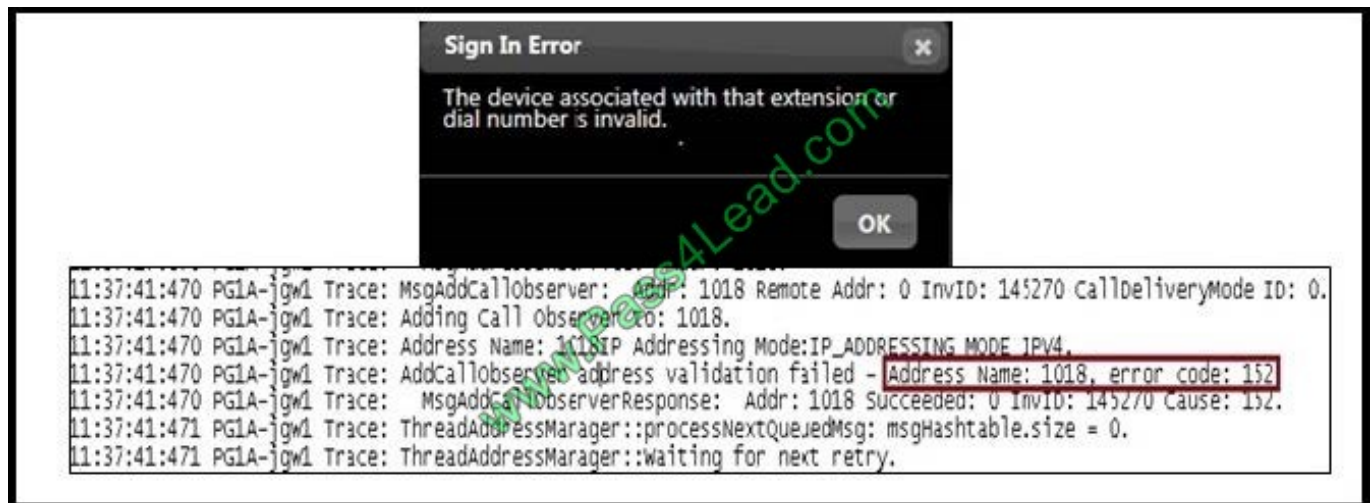 Sign In Error
The device associated with that extension or
dial number is invalid.
OK
www.Pass4Lead.com
11:37:41:470 PG1A-jgw1 Trace: MsgAddCallObserver: Addr: 1018 Remote Addr: 0 InvID: 145270 CallDeliveryMode ID: 0.
11:37:41:470 PG1A-jgw1 Trace: Adding Call Observer to: 1018.
11:37:41:470 PG1A-jgw1 Trace: Address Name: 1018IP Addressing Mode:IP_ADDRESSING_MODE_IPV4.
11:37:41:470 PG1A-jgw1 Trace: AddCallObserver address validation failed - Address Name: 1018, error code: 152
11:37:41:470 PG1A-jgw1 Trace: MsgAddCallObserverResponse: Addr: 1018 Succeeded: 0 InvID: 145270 Cause: 152.
11:37:41:471 PG1A-jgw1 Trace: ThreadAddressManager::processNextQueuedMsg: msgHashtable.size = 0.
11:37:41:471 PG1A-jgw1 Trace: ThreadAddressManager::Waiting for next retry.